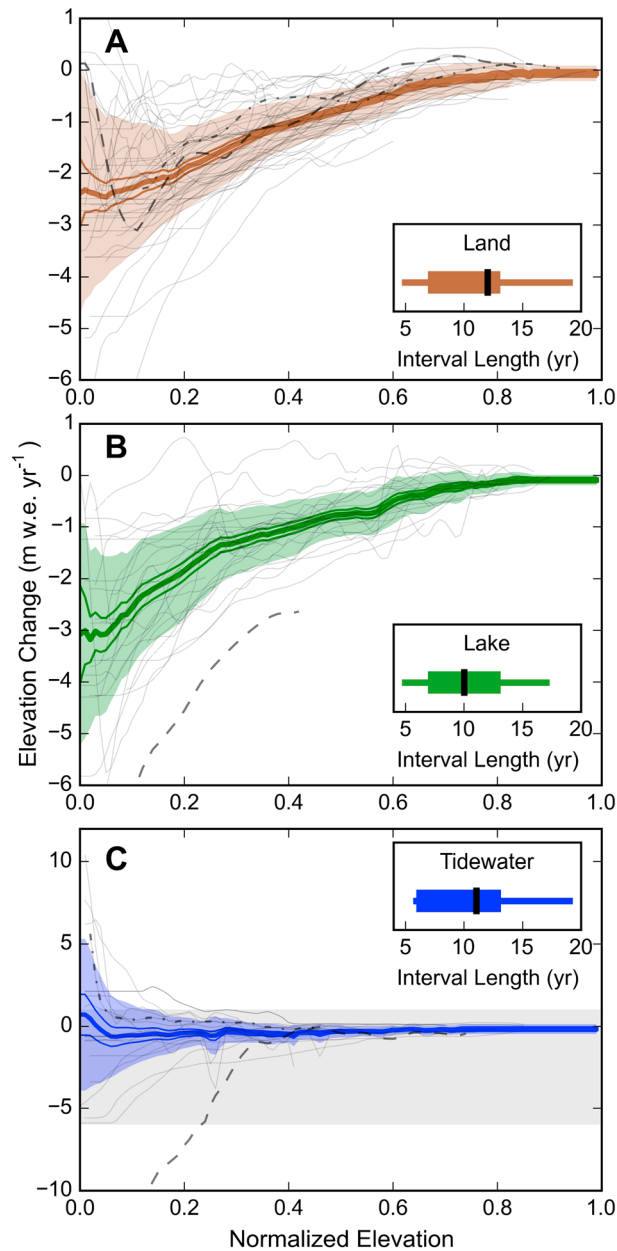 A
1
0
−1
−2
−3
−4
−5
−6
0.0 0.2 0.4 0.6 0.8 1.0
Land
5 10 15 20
Interval Length (yr)
B
1
0
−1
−2
−3
−4
−5
−6
0.0 0.2 0.4 0.6 0.8 1.0
Lake
5 10 15 20
Interval Length (yr)
Elevation Change (m w.e. yr-1)
C
10
5
0
−5
−10
0.0 0.2 0.4 0.6 0.8 1.0
Tidewater
5 10 15 20
Interval Length (yr)
Normalized Elevation